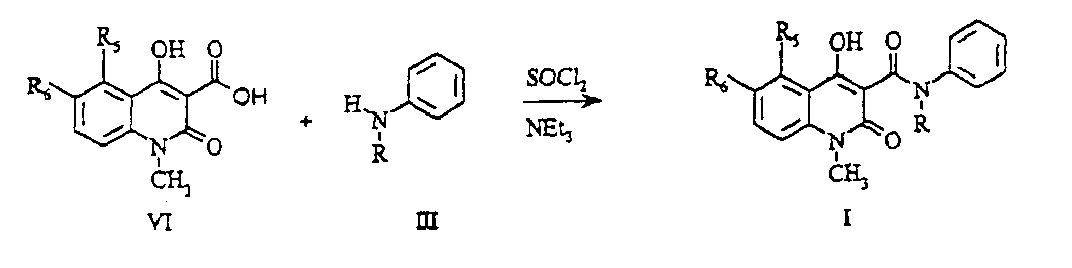 R5
OH
O
R6
OH
N
O
CH3
VI
+
H
N
R
III
SOCl2
NEt3
R5
OH
O
R6
N
R
N
O
CH3
I